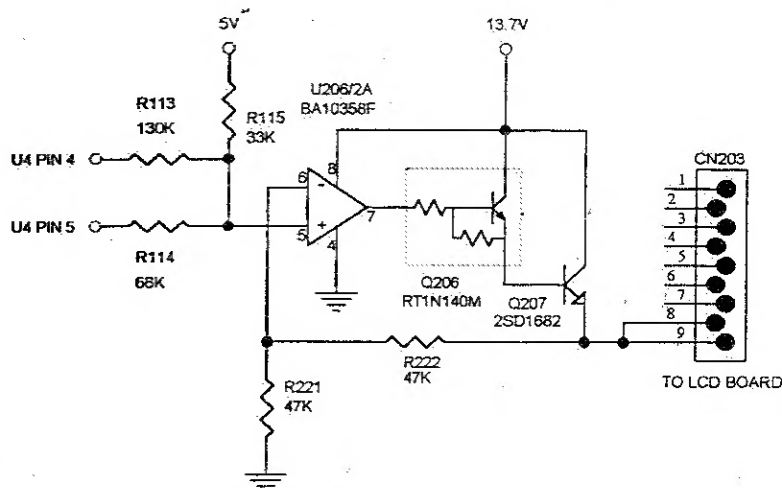 5V
13.7V
U206/2A
BA10358F
R113
130K
R115
33K
CN203
U4 PIN 4
U4 PIN 5
R114
68K
6
8
-
+
5
4
7
Q206
RT1N140M
Q207
2SD1682
1
2
3
4
5
6
7
8
9
R222
47K
R221
47K
TO LCD BOARD